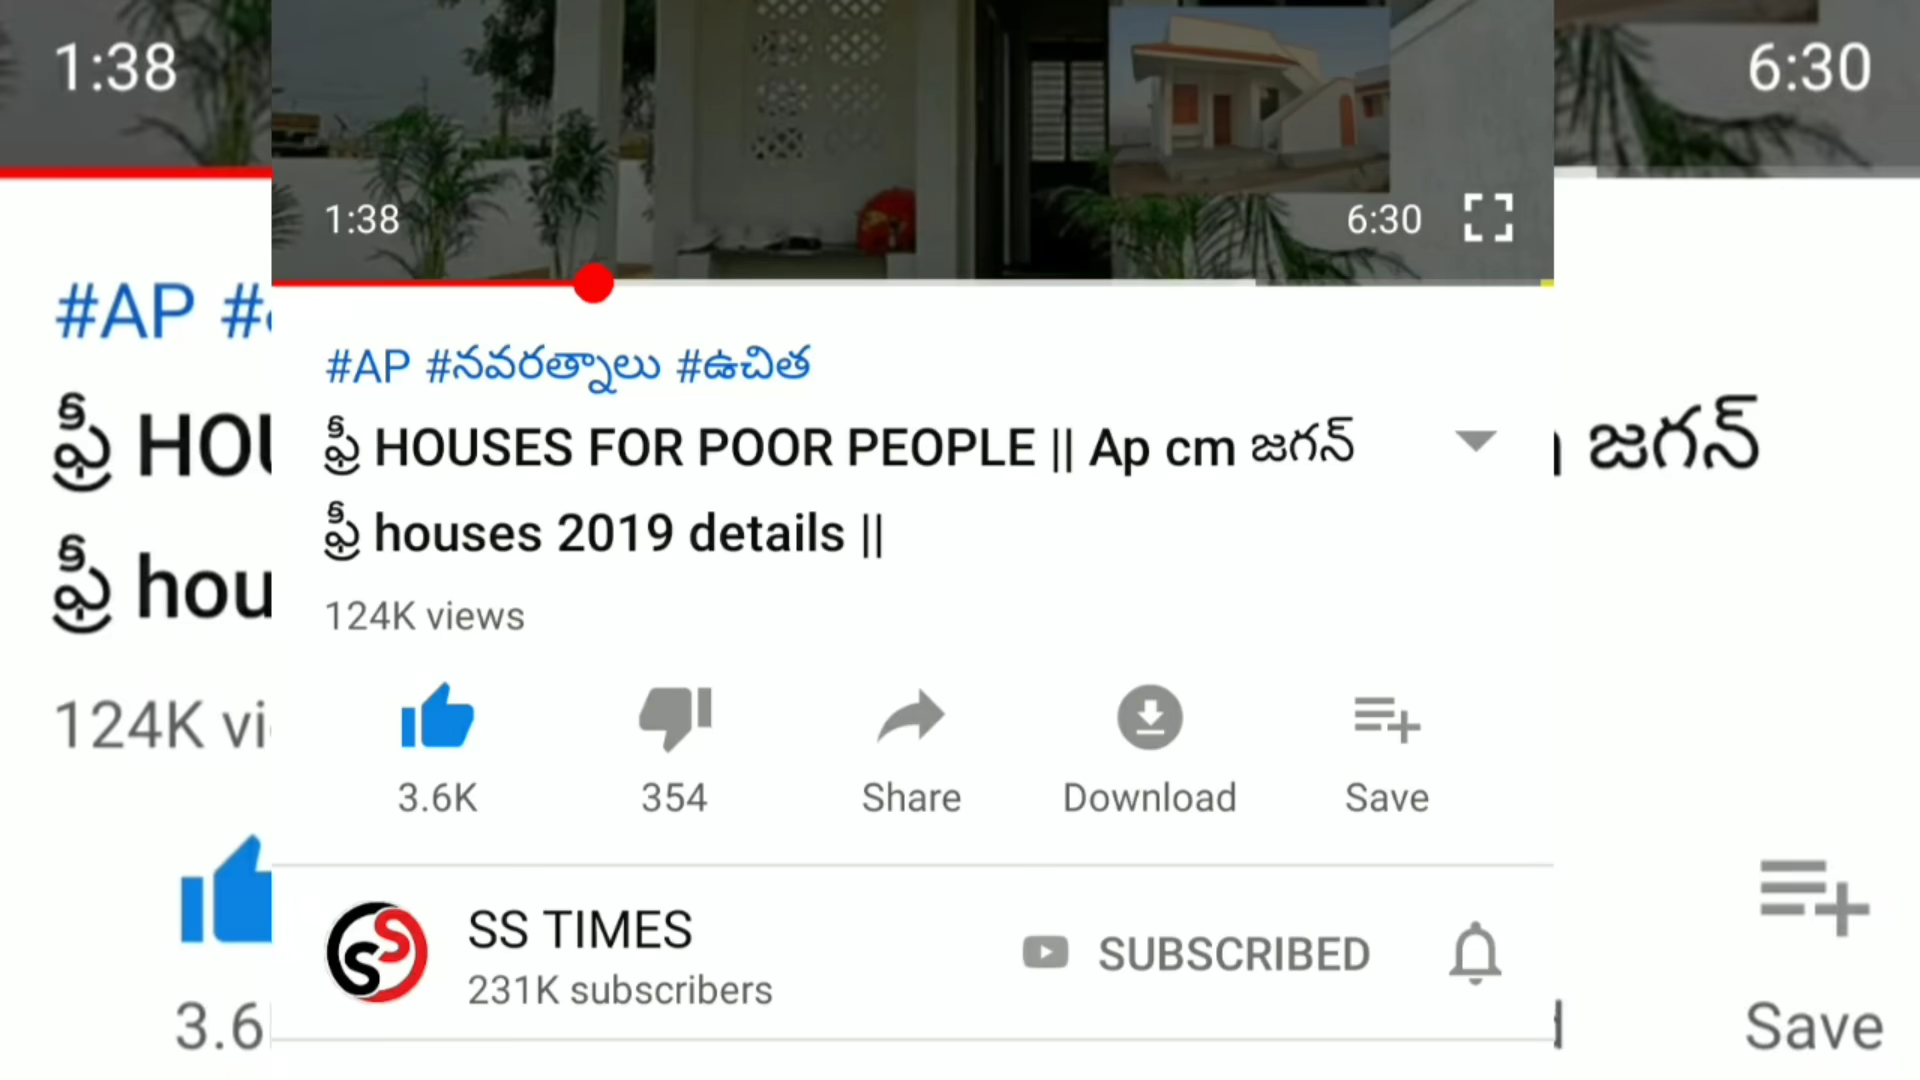 1:38
6:30
1:38
6:30
#AP #నవరత్నాలు #ఉచిత
ఫ్రీ HOUSES FOR POOR PEOPLE || Ap cm జగన్
ఫ్రీ houses 2019 details ||
124K views
3.6K 354 Share Download Save
SS TIMES
231K subscribers
SUBSCRIBED
#AP
ఫ్రీ HOU
జగన్
ఫ్రీ hou
124K vi
3.6
Save